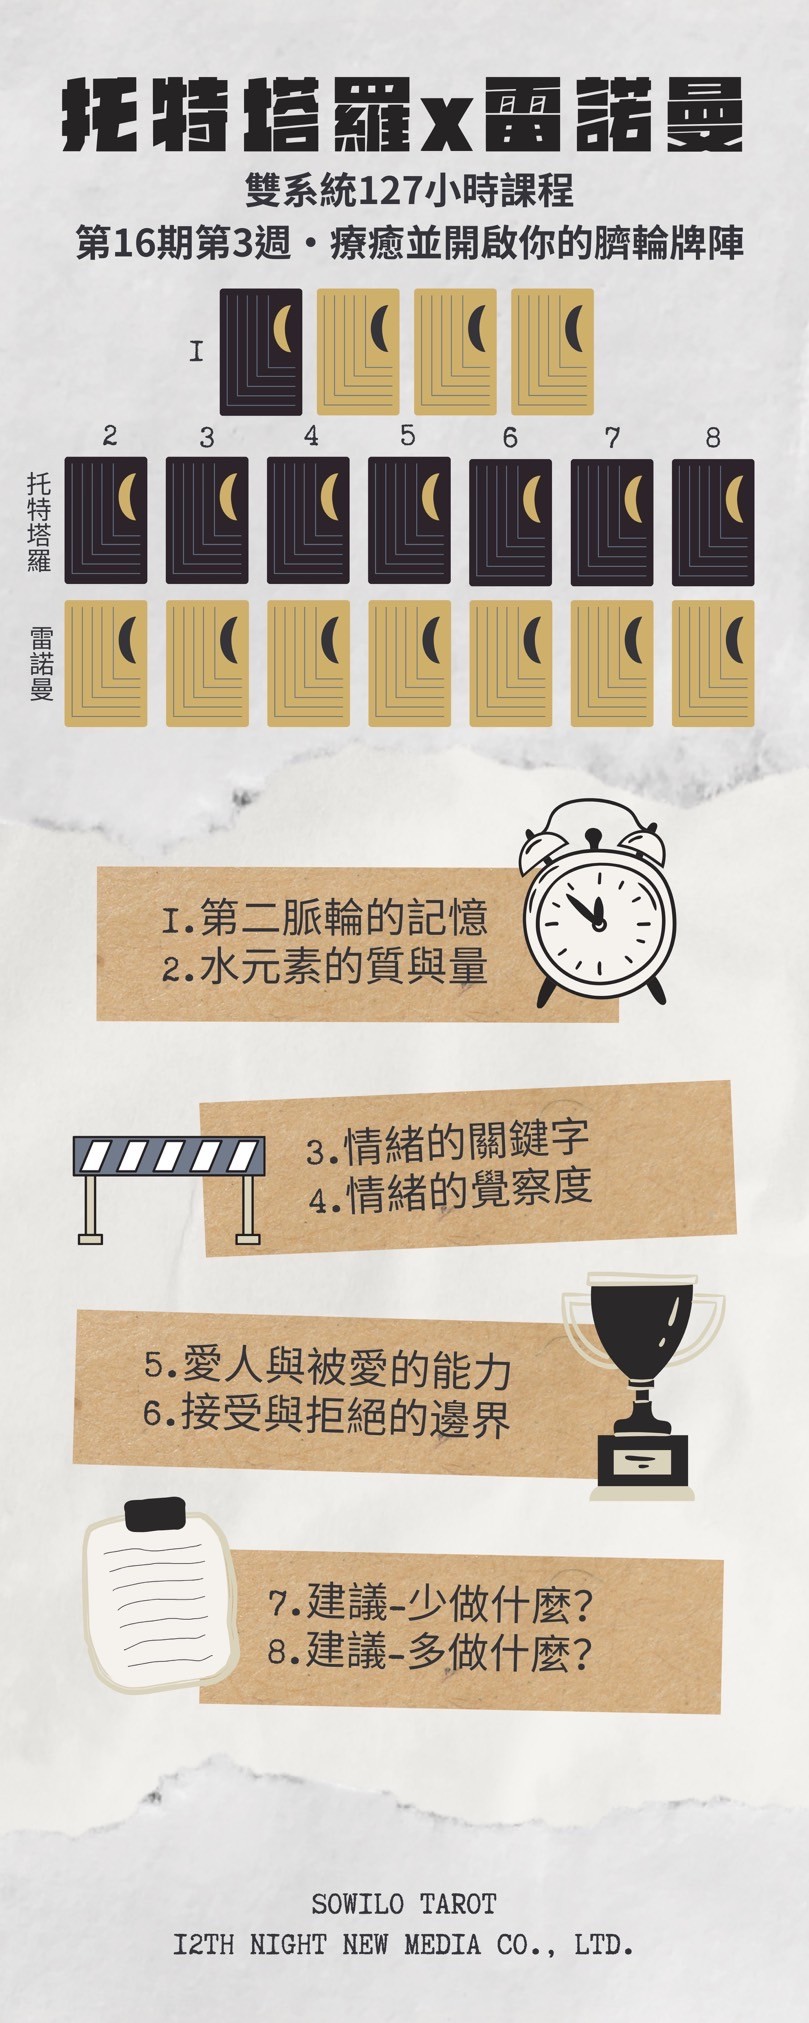 托特塔羅x雷諾曼
雙系統127小時課程
第16期第3週・療癒並開啟你的臍輪牌陣
1
2 3 4 5 6 7 8
托特塔羅
雷諾曼
1.第二脈輪的記憶
2.水元素的質與量
3.情緒的關鍵字
4.情緒的覺察度
5.愛人與被愛的能力
6.接受與拒絕的邊界
7.建議-少做什麼?
8.建議-多做什麼?
SOWILO TAROT
12TH NIGHT NEW MEDIA CO., LTD.